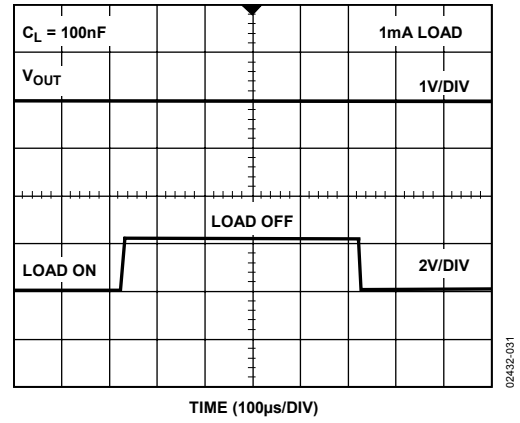 C_L = 100nF
1mA LOAD
V_OUT
1V/DIV
LOAD OFF
LOAD ON
2V/DIV
TIME (100µs/DIV)
02432-031